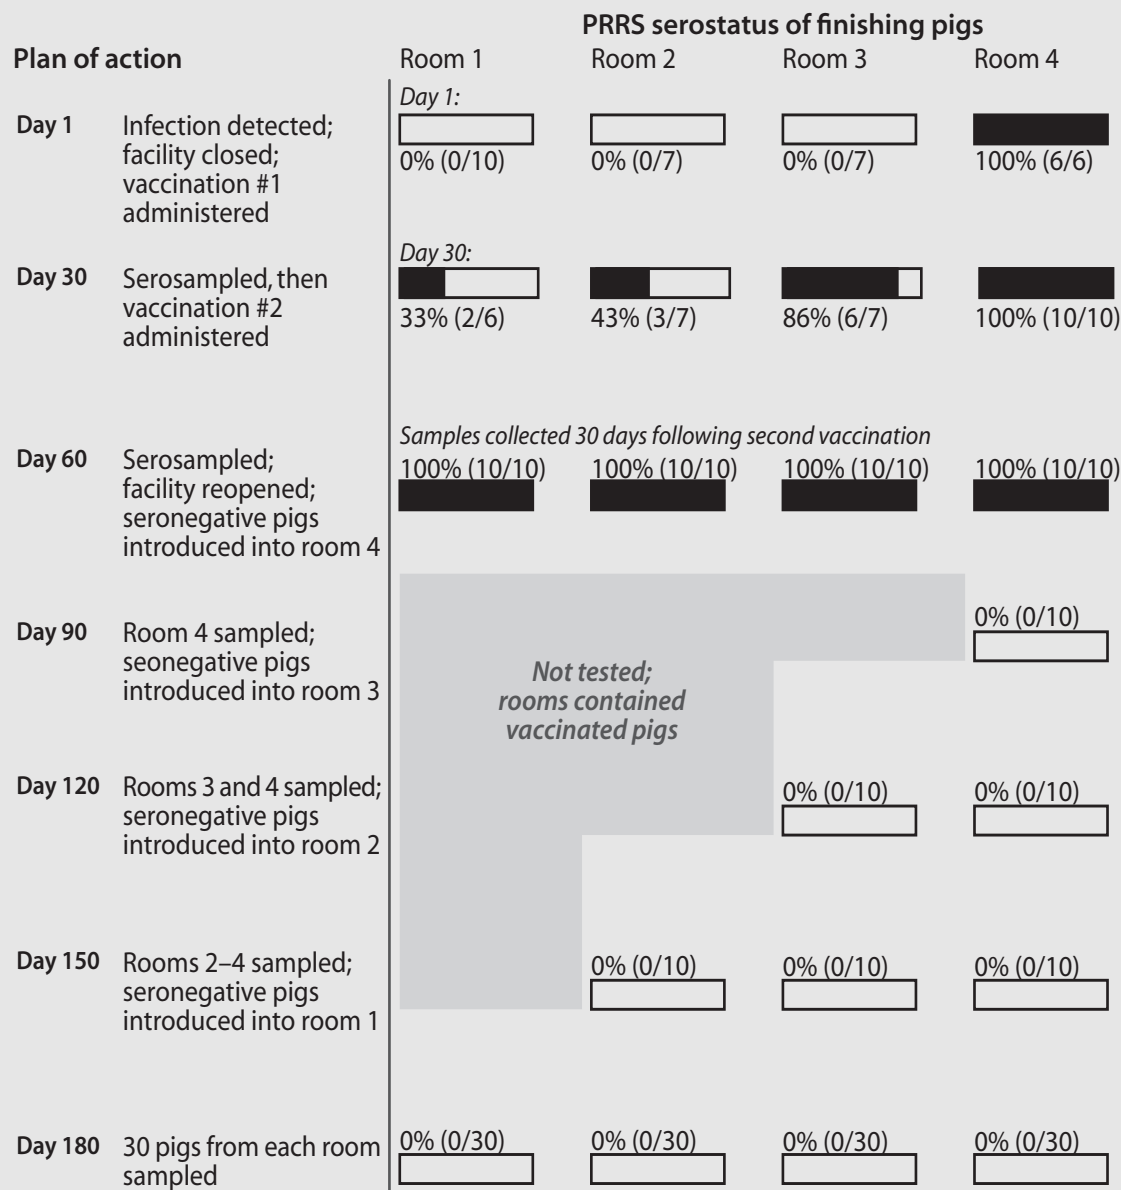 PRRS serostatus of finishing pigs
Plan of action Room 1 Room 2 Room 3 Room 4
Day 1:
Day 1 Infection detected;
facility closed;
vaccination #1
administered
0% (0/10) 0% (0/7) 0% (0/7) 100% (6/6)
Day 30:
Day 30 Serosampled, then
vaccination #2
administered
33% (2/6) 43% (3/7) 86% (6/7) 100% (10/10)
Samples collected 30 days following second vaccination
Day 60 Serosampled;
facility reopened;
seronegative pigs
introduced into room 4
100% (10/10) 100% (10/10) 100% (10/10) 100% (10/10)
Day 90 Room 4 sampled;
seonegative pigs
introduced into room 3
0% (0/10)
Not tested;
rooms contained
vaccinated pigs
Day 120 Rooms 3 and 4 sampled;
seronegative pigs
introduced into room 2
0% (0/10) 0% (0/10)
Day 150 Rooms 2–4 sampled;
seronegative pigs
introduced into room 1
0% (0/10) 0% (0/10) 0% (0/10)
Day 180 30 pigs from each room
sampled
0% (0/30) 0% (0/30) 0% (0/30) 0% (0/30)